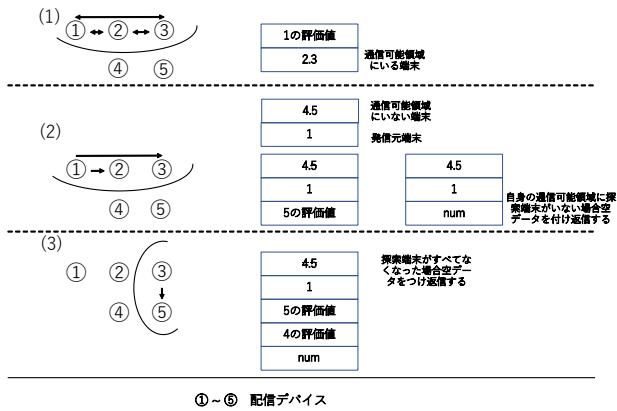 (1)
① ② ③
④ ⑤
1の評価値
2.3
通信可能領域
にいる端末
(2)
① ② ③
④ ⑤
4.5
1
通信可能領域
にいない端末
発信元端末
4.5
1
5の評価値
4.5
1
num
自身の通信可能領域に探
索端末がいない場合空
データを付け返信する
(3)
① ② ③
④ ⑤
4.5
1
5の評価値
4の評価値
num
探索端末がすべてな
くなった場合空デー
タをつけ返信する
①～⑤ 配信デバイス